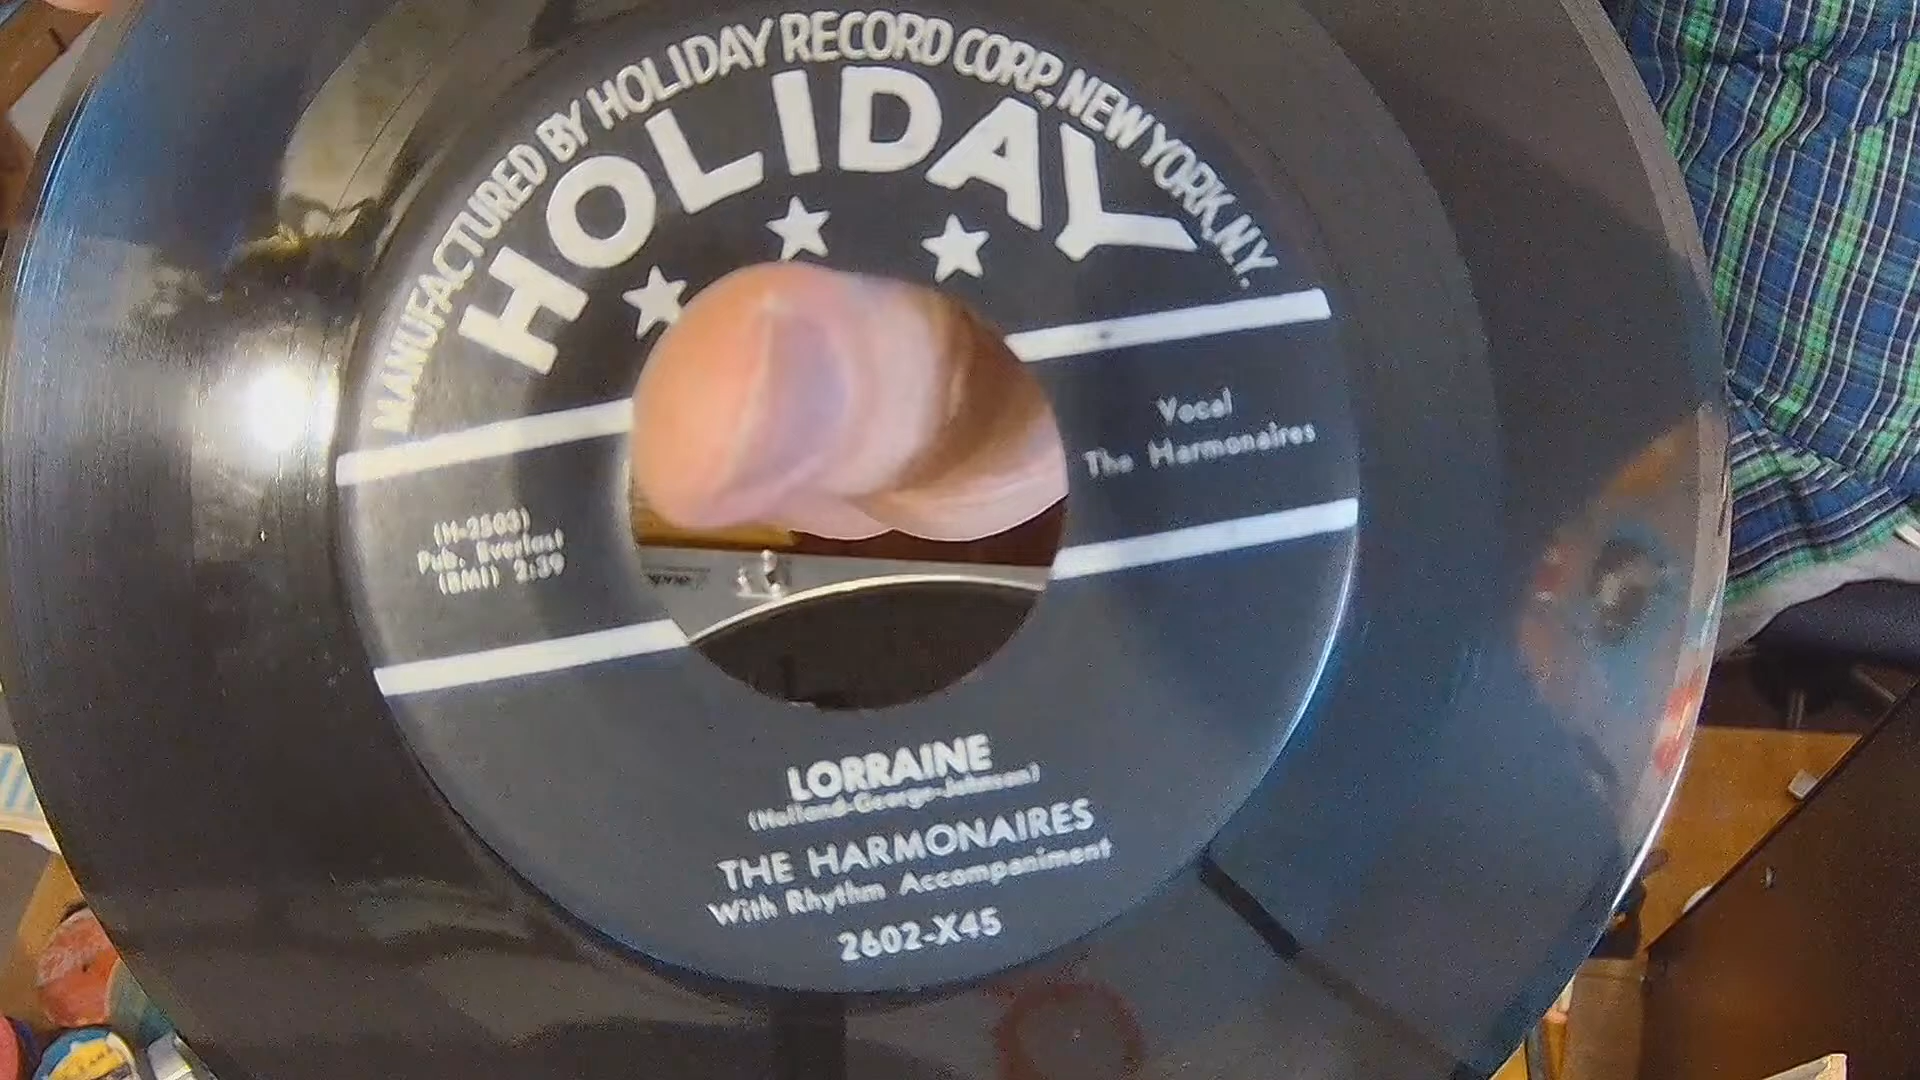 MANUFACTURED BY HOLIDAY RECORD CORP., NEW YORK, N.Y.
HOLIDAY
Vocal
The Harmonaires
(H-2503)
Pub. Everlast
(BMI) 2:39
LORRAINE
(Holland-George-Johnson)
THE HARMONAIRES
With Rhythm Accompaniment
2602-X45